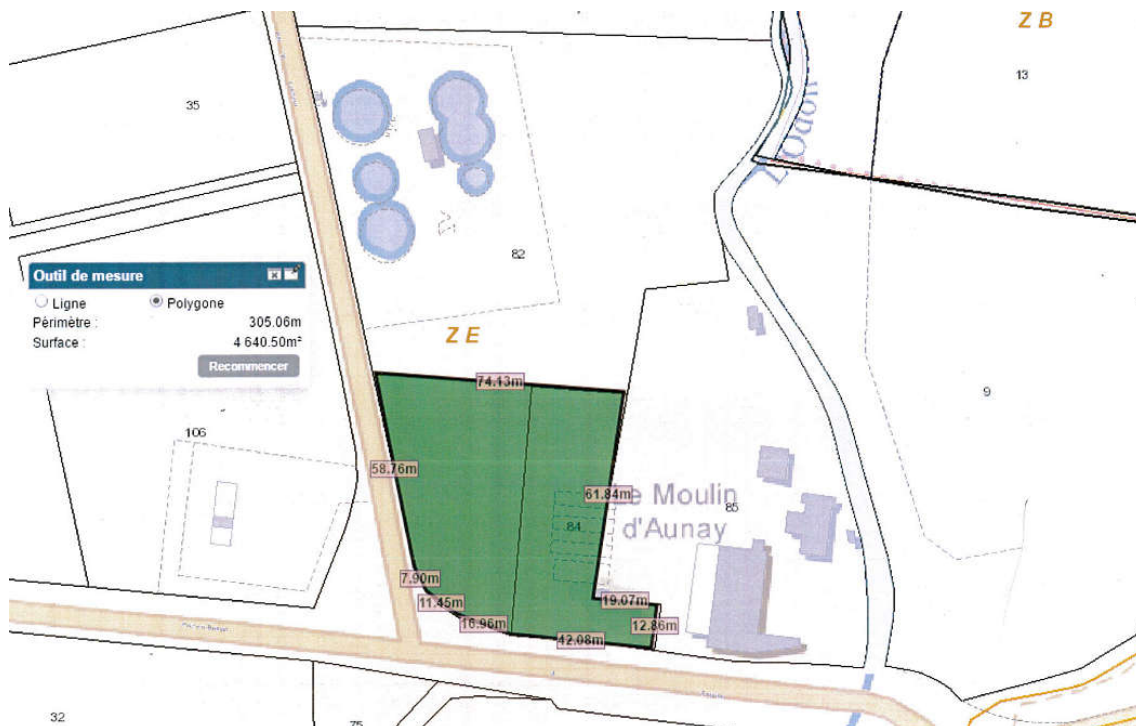 Z B
13
35
L'Odon
82
Outil de mesure
Ligne
Polygone
Périmètre :
305.06m
Surface :
4 640.50m²
Recommencer
Z E
74.13m
9
106
58.76m
61.84m
Le Moulin
d'Aunay
85
84
7.90m
11.45m
19.07m
16.96m
12.86m
42.08m
32
75